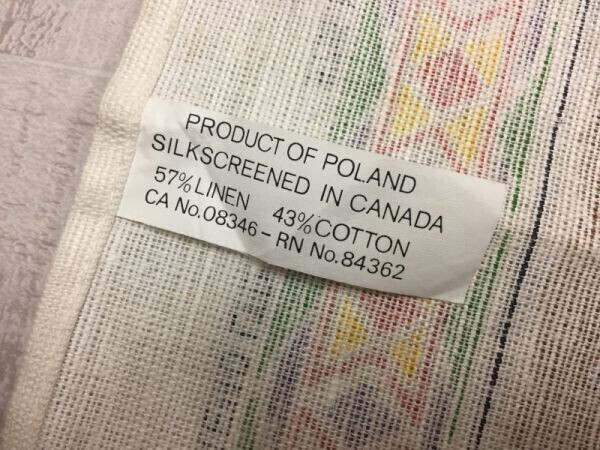 PRODUCT OF POLAND
SILKSCREENED IN CANADA
57% LINEN 43% COTTON
CA No. 08346 - RN No. 84362